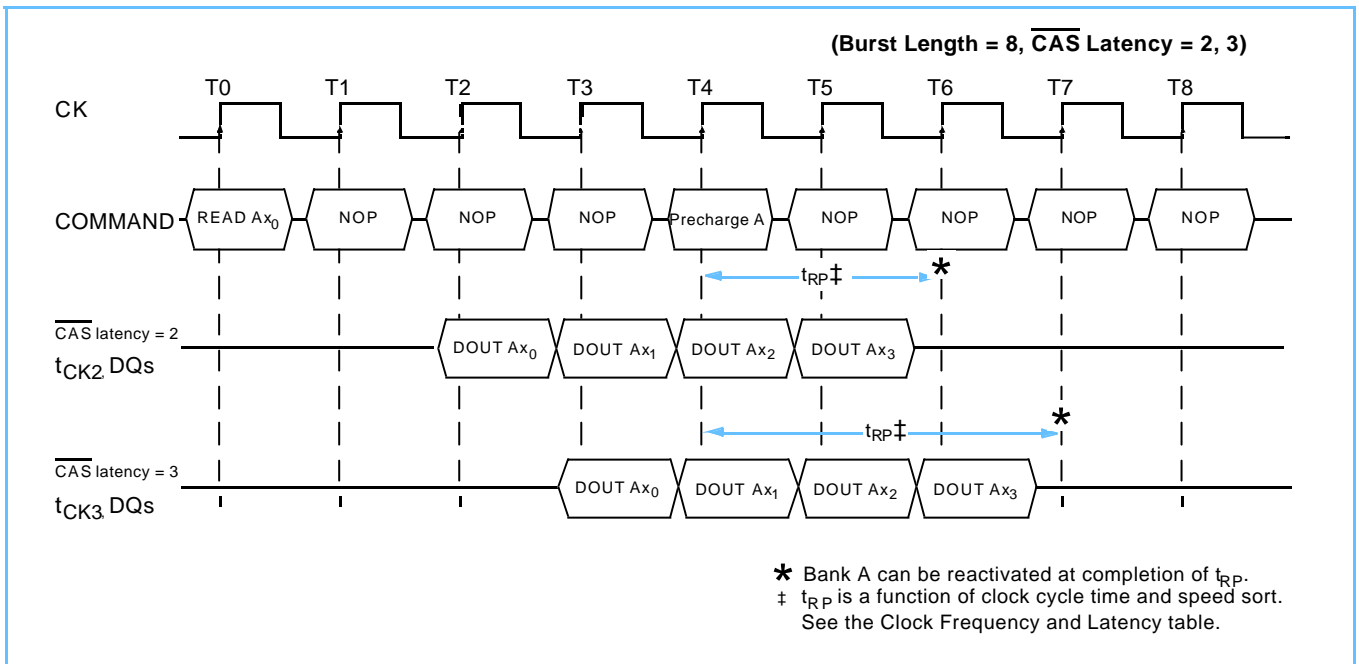 (Burst Length = 8, CAS Latency = 2, 3)
T0 T1 T2 T3 T4 T5 T6 T7 T8
CK
COMMAND READ Ax0 NOP NOP NOP Precharge A NOP NOP NOP NOP
tRP‡ *
CAS latency = 2
tCK2, DQs
DOUT Ax0 DOUT Ax1 DOUT Ax2 DOUT Ax3
tRP‡ *
CAS latency = 3
tCK3, DQs
DOUT Ax0 DOUT Ax1 DOUT Ax2 DOUT Ax3
* Bank A can be reactivated at completion of tRP.
‡ tRP is a function of clock cycle time and speed sort.
See the Clock Frequency and Latency table.